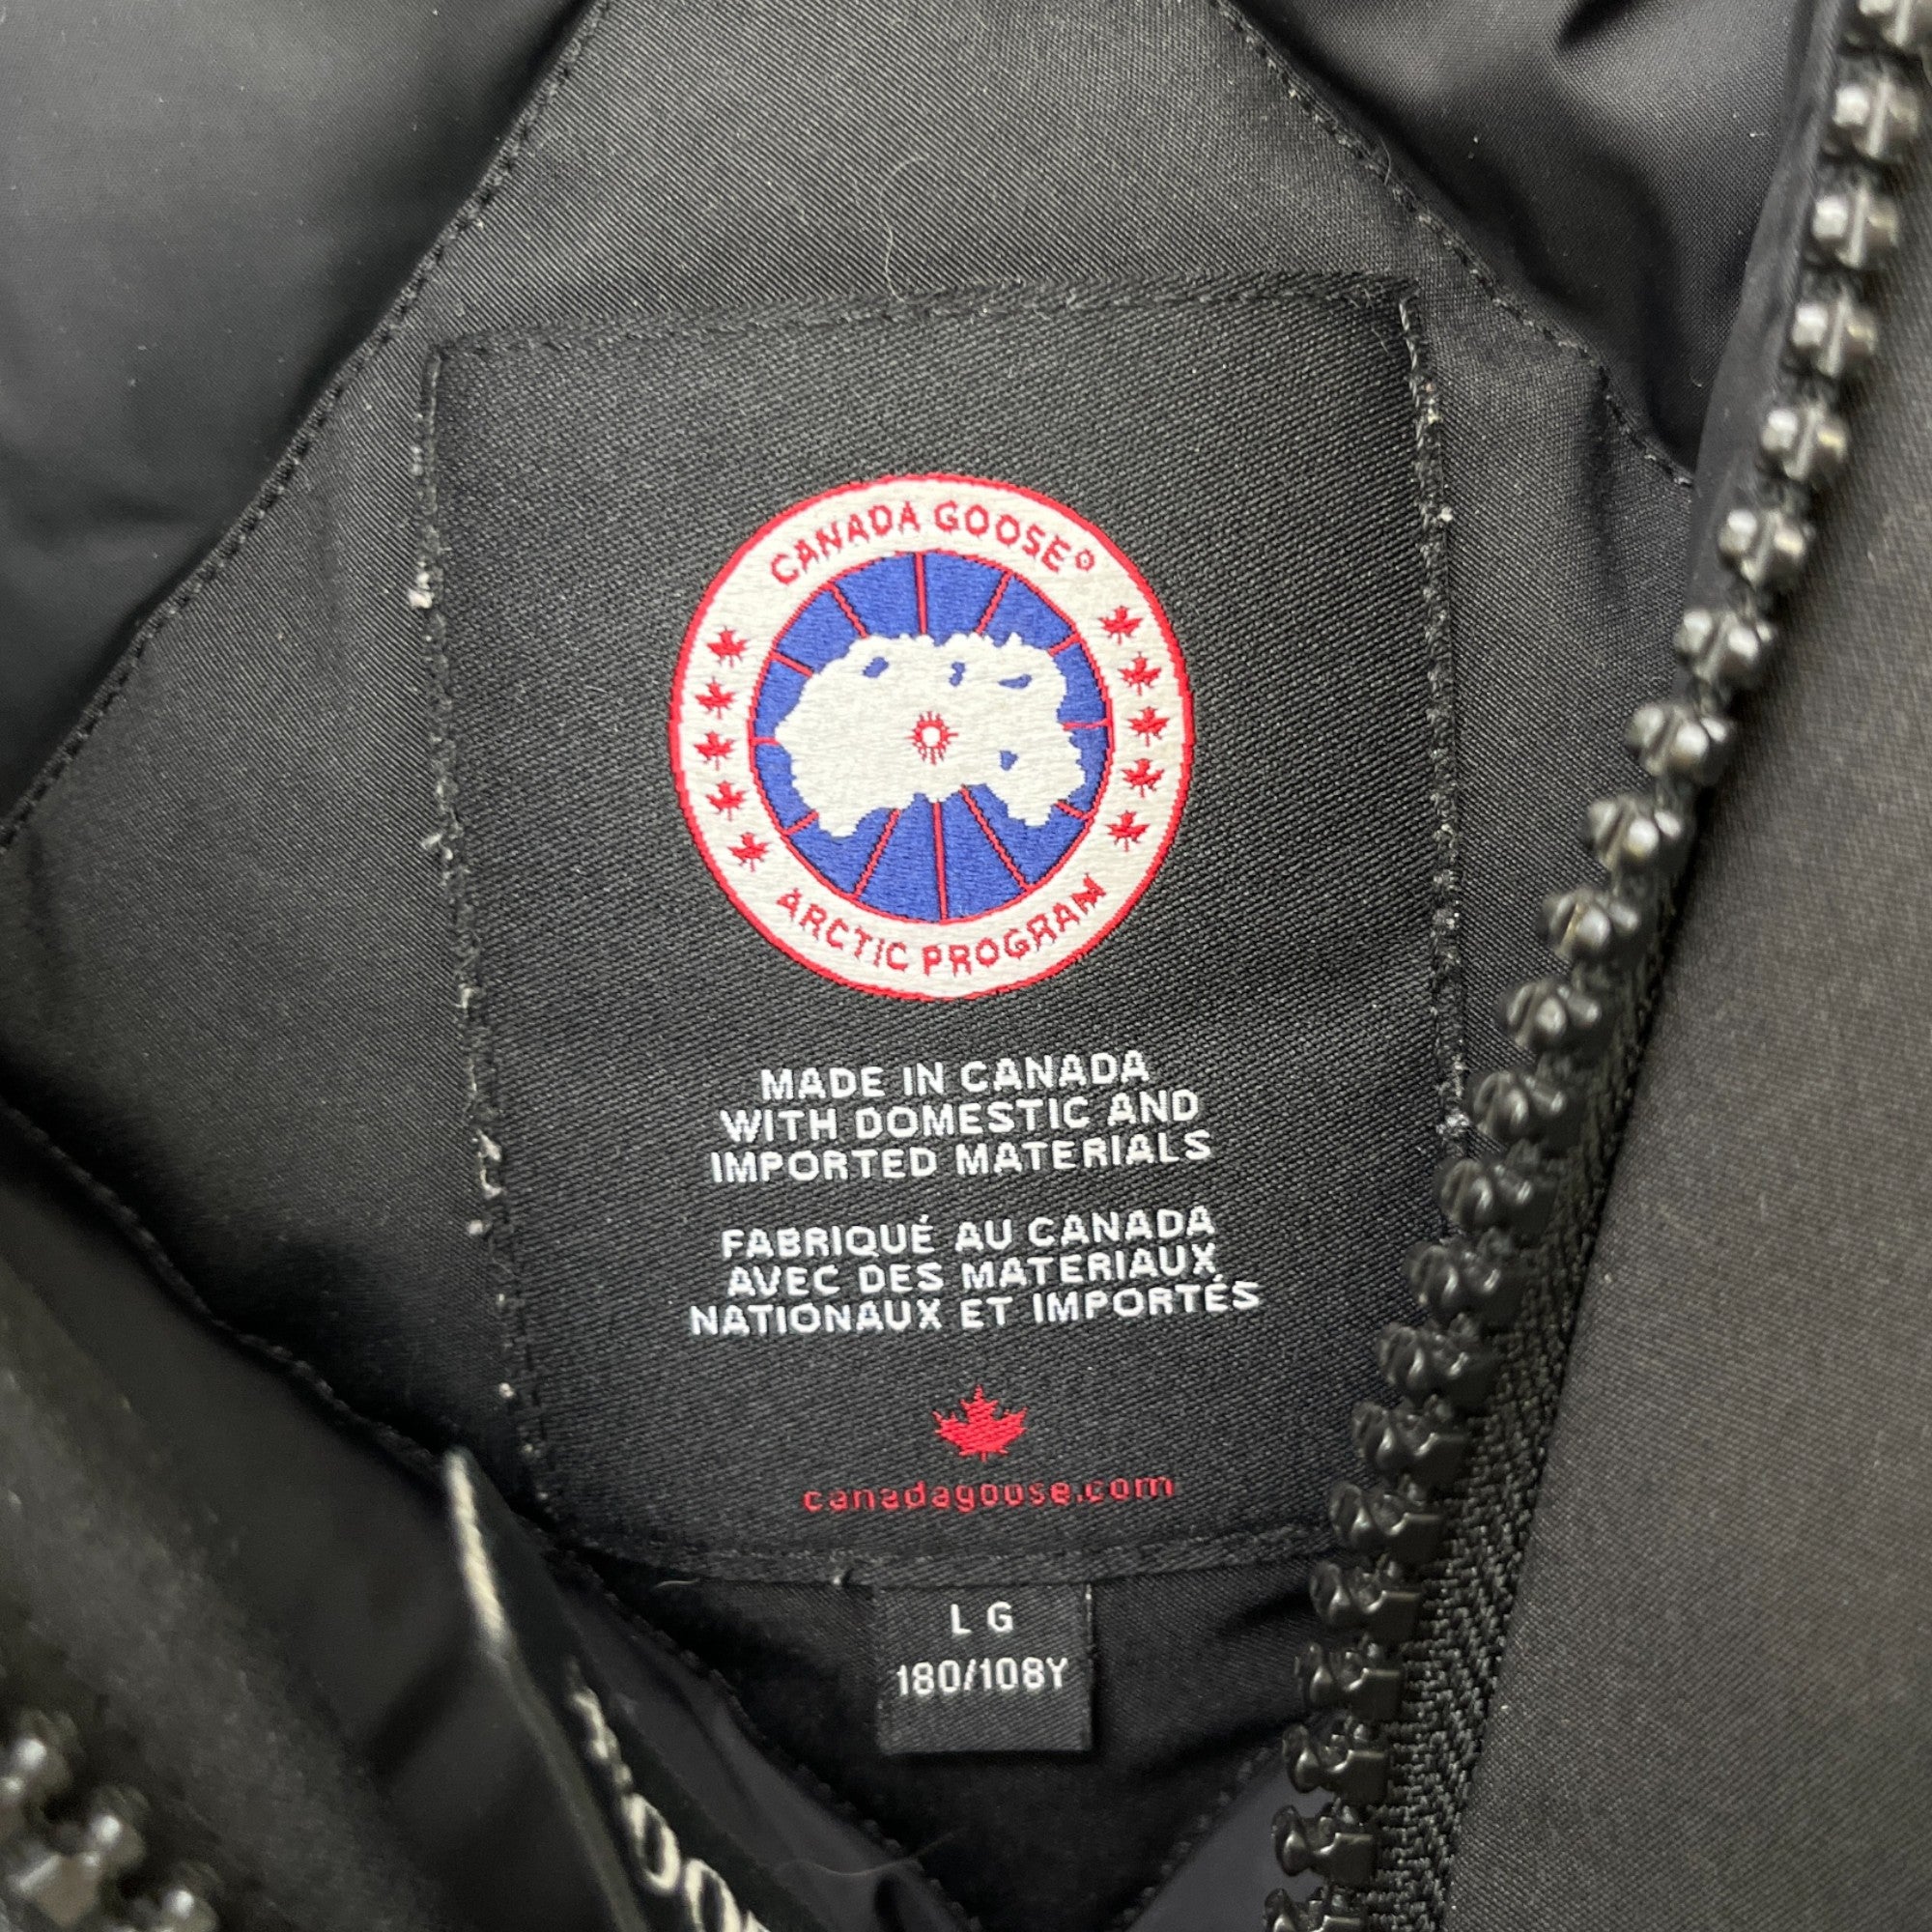 CANADA GOOSE®
ARCTIC PROGRAM
MADE IN CANADA
WITH DOMESTIC AND
IMPORTED MATERIALS
FABRIQUÉ AU CANADA
AVEC DES MATERIAUX
NATIONAUX ET IMPORTÉS
canadagoose.com
L G
180/108Y